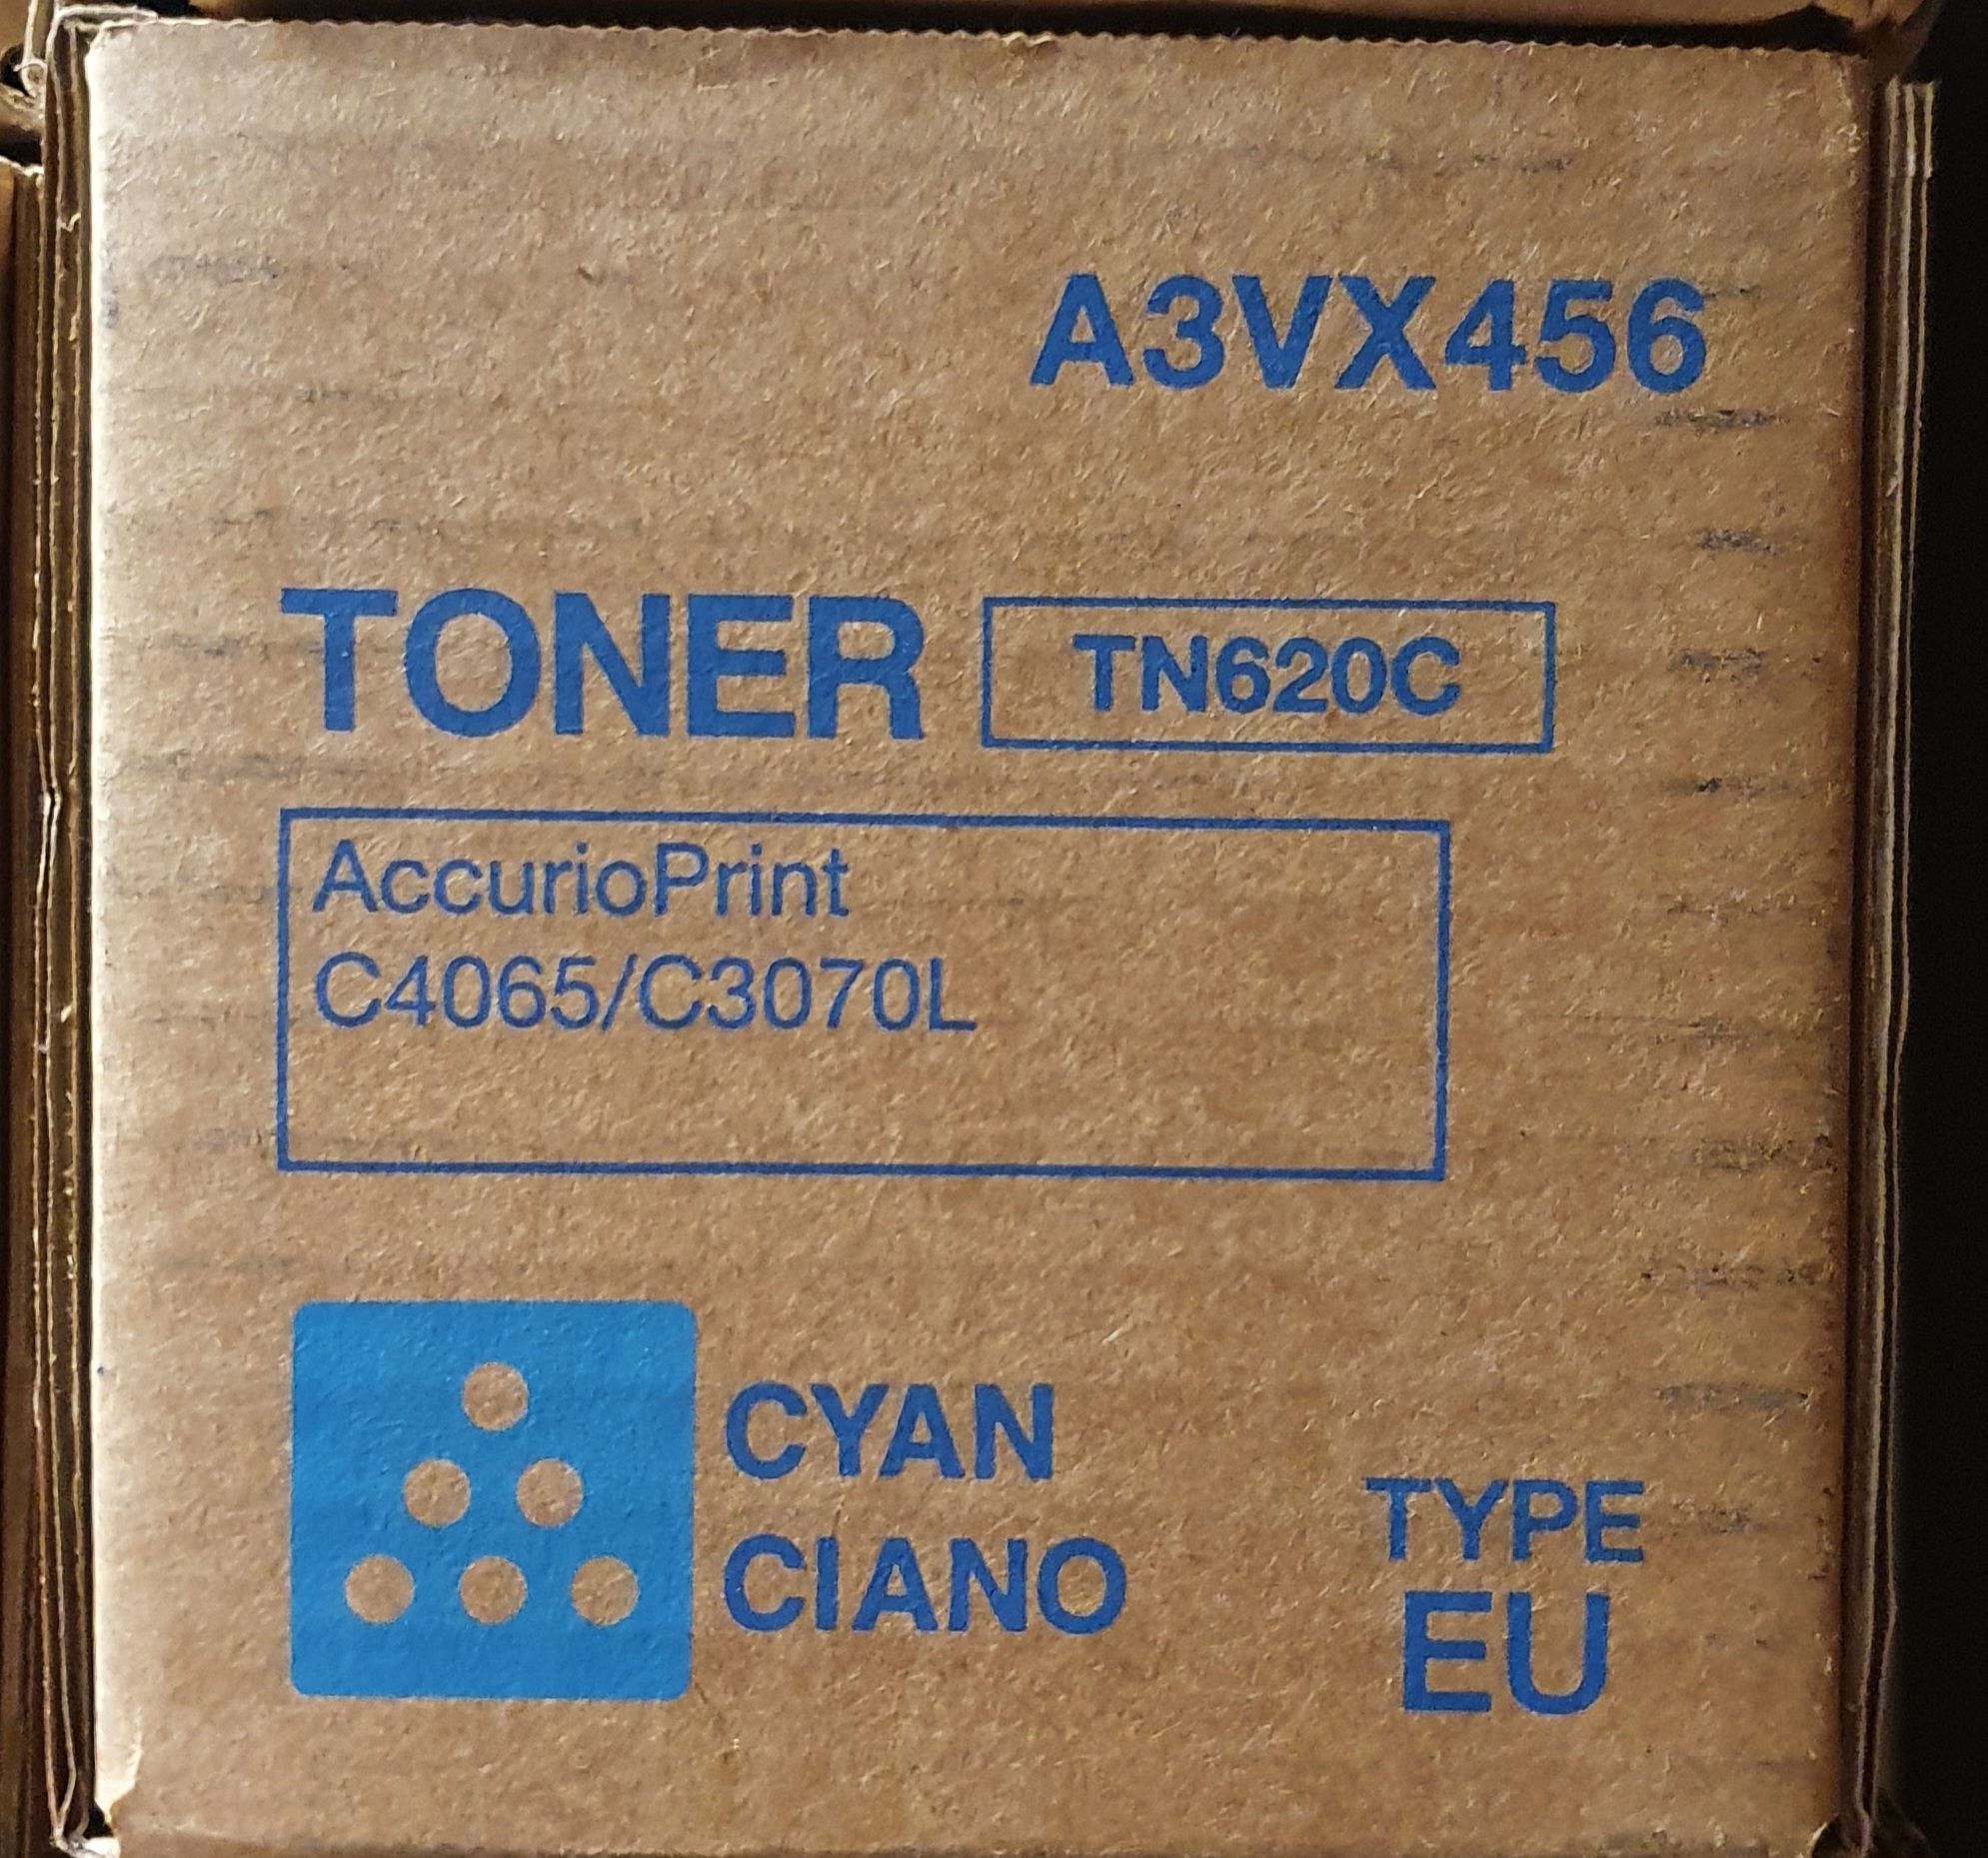 A3VX456
TONER TN620C
AccurioPrint
C4065/C3070L
CYAN
CIANO
TYPE
EU